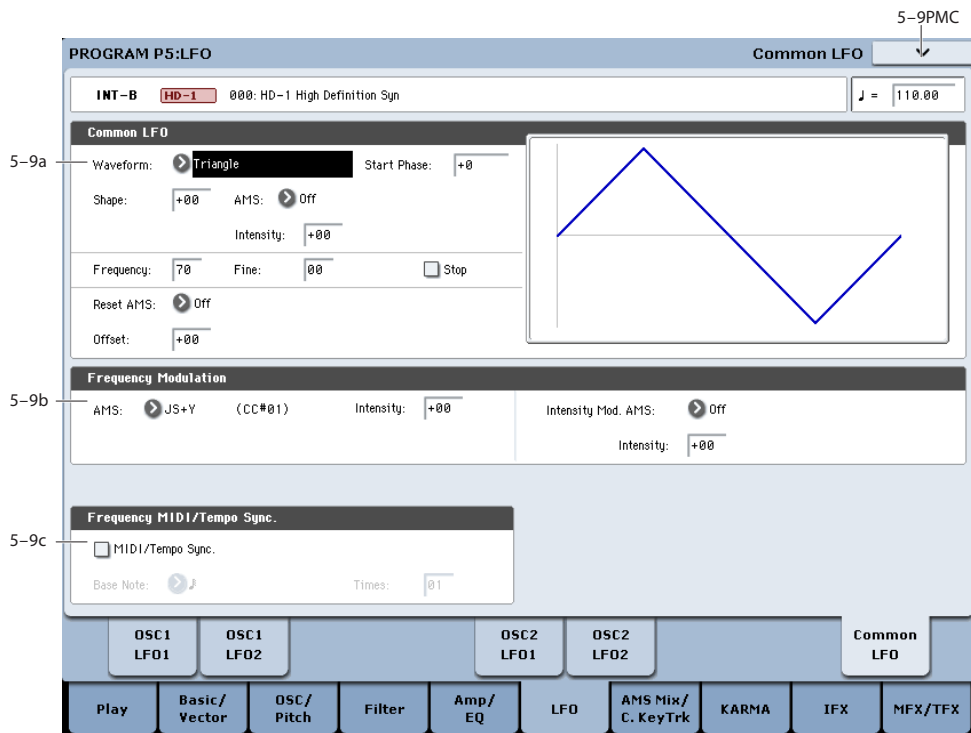 5–9PMC
PROGRAM P5:LFO
Common LFO
INT-B HD-1 000: HD-1 High Definition Syn ♩ = 110.00
Common LFO
5–9a
Waveform: Triangle Start Phase: +0
Shape: +00 AMS: Off
Intensity: +00
Frequency: 70 Fine: 00 Stop
Reset AMS: Off
Offset: +00
Frequency Modulation
5–9b
AMS: JS+Y (CC#01) Intensity: +00 Intensity Mod. AMS: Off
Intensity: +00
Frequency MIDI/Tempo Sync.
5–9c
MIDI/Tempo Sync.
Base Note: ♪ Times: 01
OSC1 LFO1
OSC1 LFO2
OSC2 LFO1
OSC2 LFO2
Common LFO
Play
Basic/ Vector
OSC/ Pitch
Filter
Amp/ EQ
LFO
AMS Mix/ C. KeyTrk
KARMA
IFX
MFX/TFX